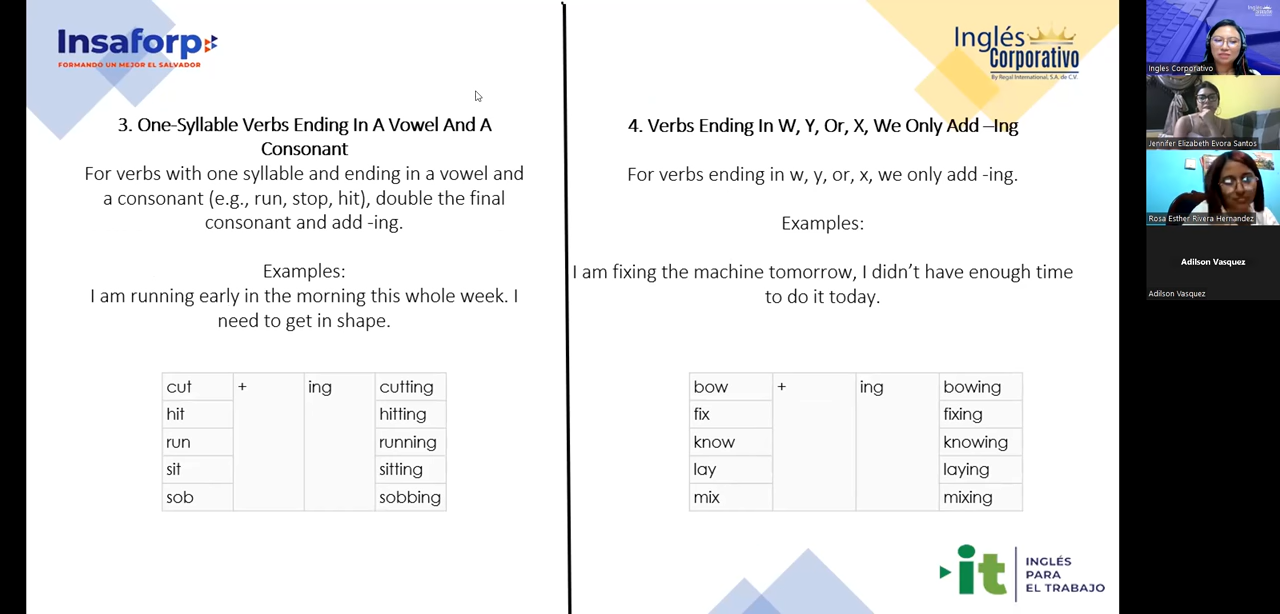 Insaforp
FORMANDO UN MEJOR EL SALVADOR
3. One-Syllable Verbs Ending In A Vowel And A
Consonant
For verbs with one syllable and ending in a vowel and
a consonant (e.g., run, stop, hit), double the final
consonant and add -ing.
Examples:
I am running early in the morning this whole week. I
need to get in shape.
cut + ing cutting
hit hitting
run running
sit sitting
sob sobbing
Inglés
Corporativo
By Regal International, S.A. de C.V.
4. Verbs Ending In W, Y, Or, X, We Only Add –Ing
For verbs ending in w, y, or, x, we only add -ing.
Examples:
I am fixing the machine tomorrow, I didn’t have enough time
to do it today.
bow + ing bowing
fix fixing
know knowing
lay laying
mix mixing
it
INGLÉS
PARA
EL TRABAJO
Ingles Corporativo
Jennifer Elizabeth Evora Santos
Rosa Esther Rivera Hernandez
Adilson Vasquez
Adilson Vasquez